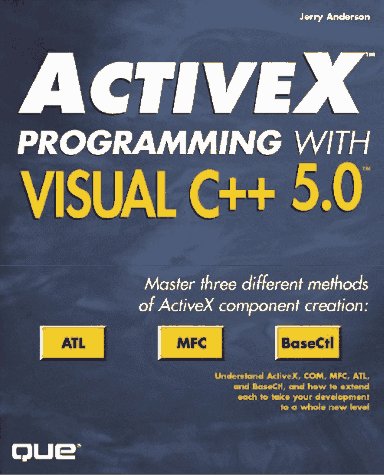 Jerry Anderson
ACTIVEX™
PROGRAMMING WITH
VISUAL C++ 5.0™
Master three different methods
of ActiveX component creation:
ATL MFC BaseCtl
Understand ActiveX, COM, MFC, ATL,
and BaseCtl, and how to extend
each to take your development
to a whole new level
QUE®